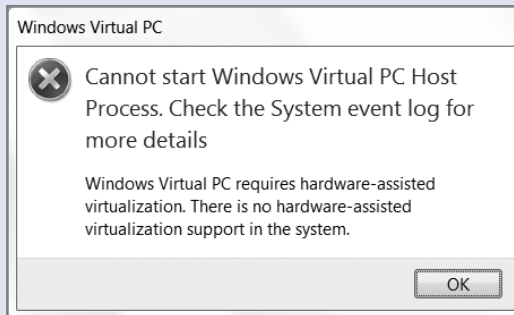 Windows Virtual PC
Cannot start Windows Virtual PC Host
Process. Check the System event log for
more details
Windows Virtual PC requires hardware-assisted
virtualization. There is no hardware-assisted
virtualization support in the system.
OK